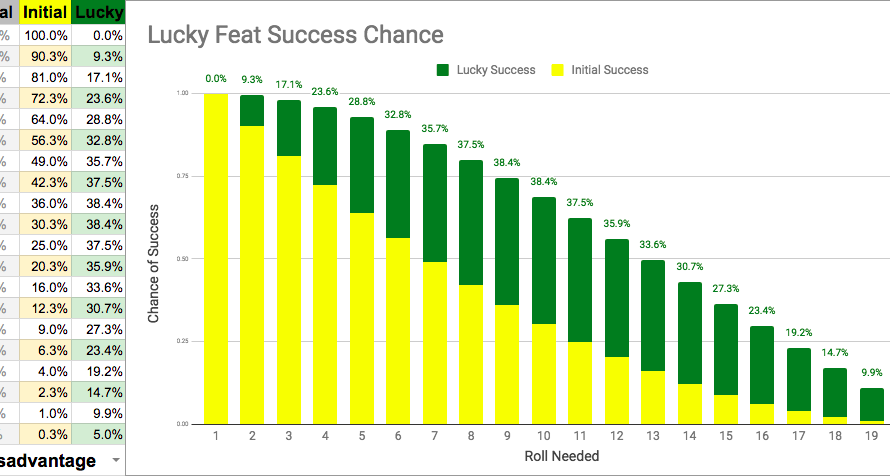 al Initial Lucky
% 100.0% 0.0%
% 90.3% 9.3%
% 81.0% 17.1%
% 72.3% 23.6%
% 64.0% 28.8%
% 56.3% 32.8%
% 49.0% 35.7%
% 42.3% 37.5%
% 36.0% 38.4%
% 30.3% 38.4%
% 25.0% 37.5%
% 20.3% 35.9%
% 16.0% 33.6%
% 12.3% 30.7%
% 9.0% 27.3%
% 6.3% 23.4%
% 4.0% 19.2%
% 2.3% 14.7%
% 1.0% 9.9%
% 0.3% 5.0%
sadvantage
Lucky Feat Success Chance
Lucky Success Initial Success
0.0% 9.3% 17.1% 23.6% 28.8% 32.8% 35.7% 37.5% 38.4% 38.4% 37.5% 35.9% 33.6% 30.7% 27.3% 23.4% 19.2% 14.7% 9.9%
1.00
0.75
0.50
0.25
0.00
Chance of Success
1 2 3 4 5 6 7 8 9 10 11 12 13 14 15 16 17 18 19
Roll Needed